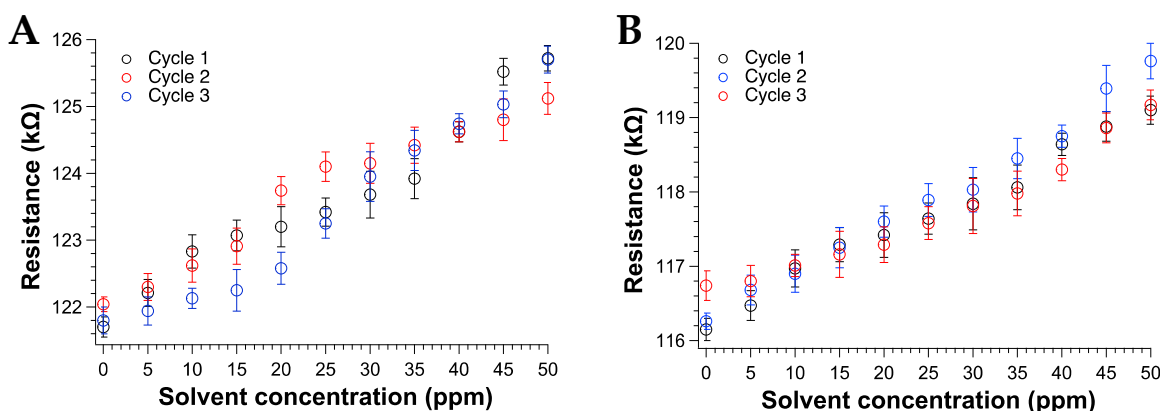 A
Resistance (kΩ)
126
125
124
123
122
Cycle 1
Cycle 2
Cycle 3
0 5 10 15 20 25 30 35 40 45 50
Solvent concentration (ppm)
B
Resistance (kΩ)
120
119
118
117
116
Cycle 1
Cycle 2
Cycle 3
0 5 10 15 20 25 30 35 40 45 50
Solvent concentration (ppm)